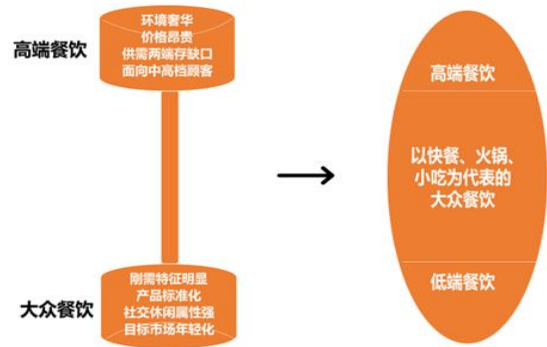 高端餐饮
环境奢华
价格昂贵
供需两端存缺口
面向中高档顾客
大众餐饮
刚需特征明显
产品标准化
社交休闲属性强
目标市场年轻化
高端餐饮
以快餐、火锅、
小吃为代表的
大众餐饮
低端餐饮